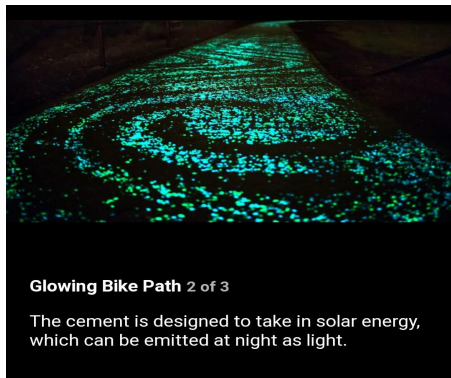 Glowing Bike Path 2 of 3
The cement is designed to take in solar energy,
which can be emitted at night as light.